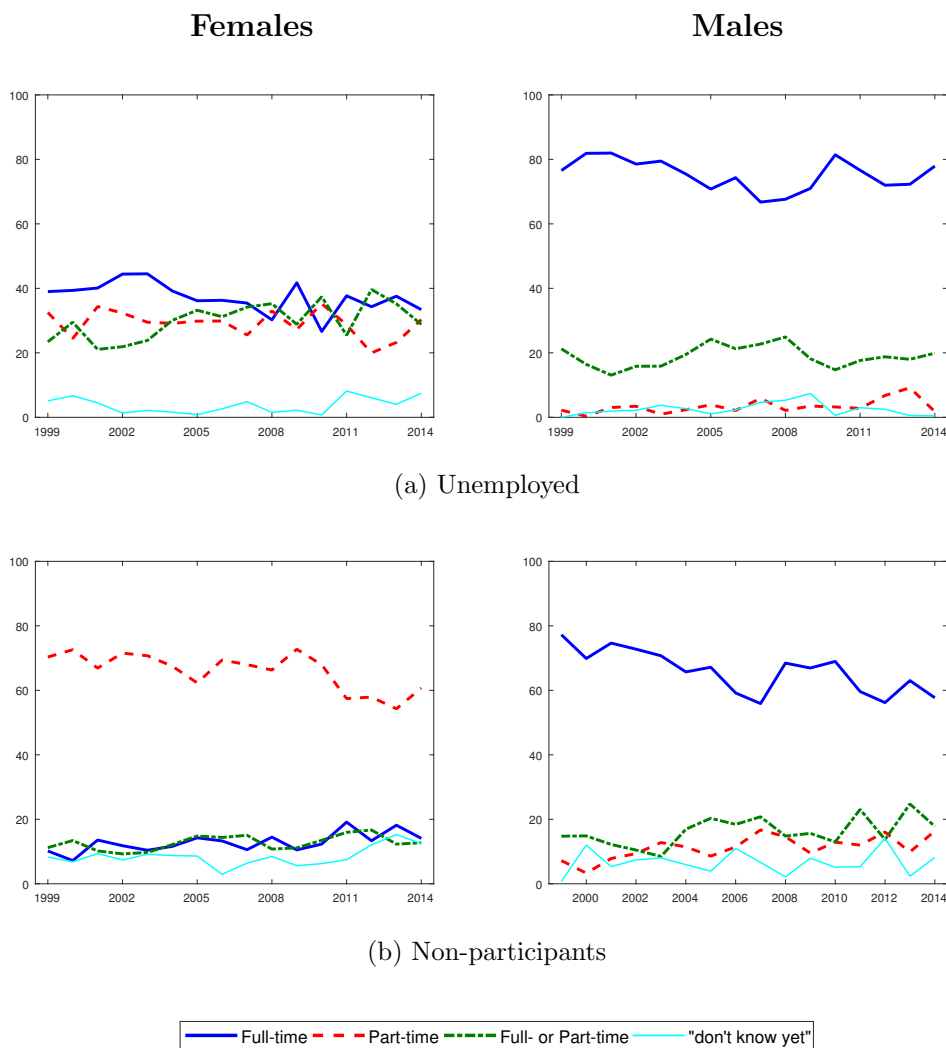 Females Males
100 100
80 80
60 60
40 40
20 20
0 0
1999 2002 2005 2008 2011 2014 1999 2002 2005 2008 2011 2014
(a) Unemployed
100 100
80 80
60 60
40 40
20 20
0 0
1999 2002 2005 2008 2011 2014 2000 2002 2004 2006 2008 2010 2012 2014
(b) Non-participants
Full-time Part-time Full- or Part-time "don't know yet"